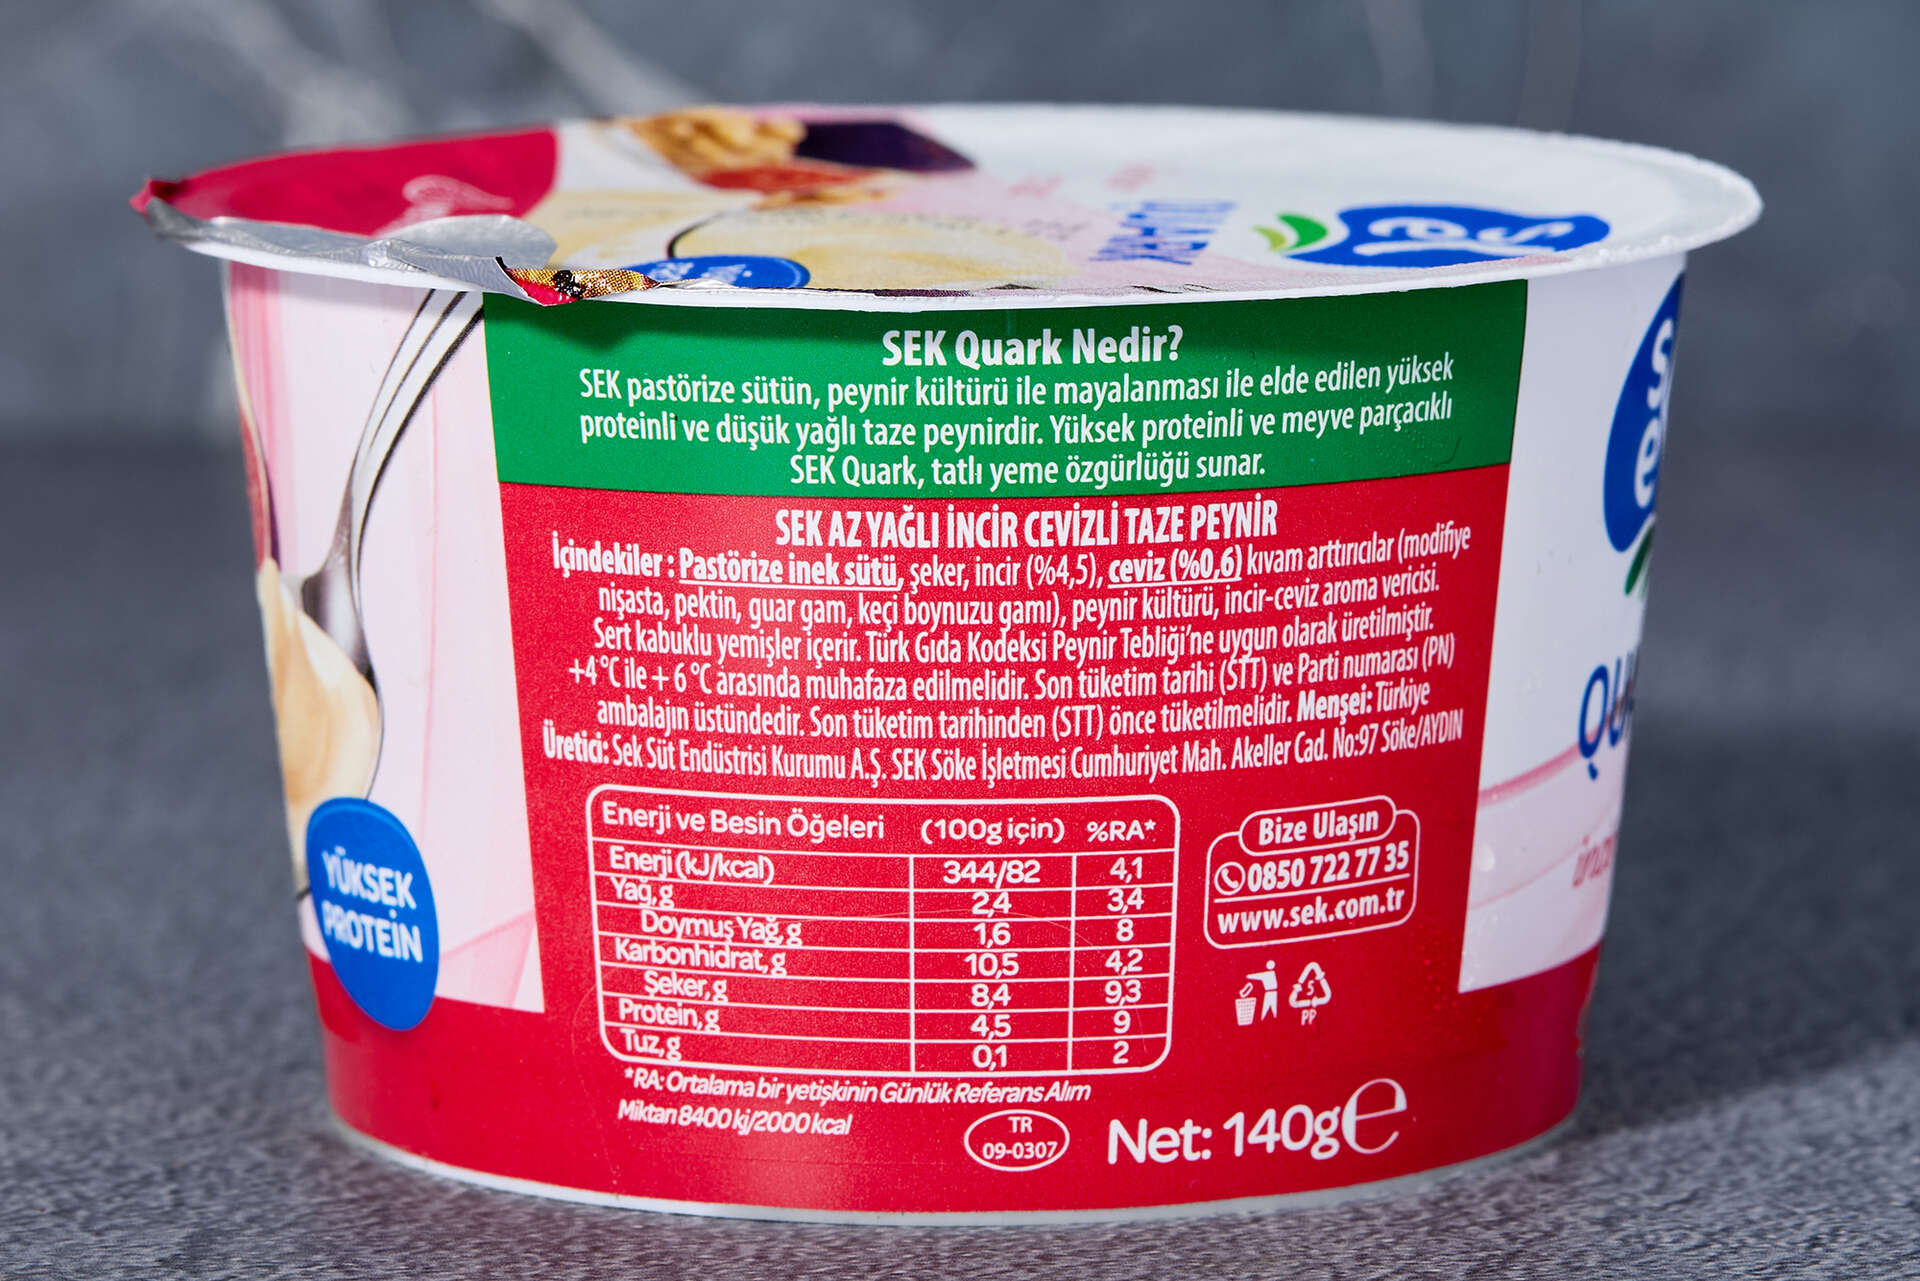 Sek
QUARK
SEK Quark Nedir?
SEK pastörize sütün, peynir kültürü ile mayalanması ile elde edilen yüksek
proteinli ve düşük yağlı taze peynirdir. Yüksek proteinli ve meyve parçacıklı
SEK Quark, tatlı yeme özgürlüğü sunar.
SEK AZ YAĞLI İNCİR CEVİZLİ TAZE PEYNİR
İçindekiler : Pastörize inek sütü, şeker, incir (%4,5), ceviz (%0,6) kıvam arttırıcılar (modifiye
nişasta, pektin, guar gam, keçi boynuzu gamı), peynir kültürü, incir-ceviz aroma vericisi.
Sert kabuklu yemişler içerir. Türk Gıda Kodeksi Peynir Tebliği'ne uygun olarak üretilmiştir.
+4 °C ile + 6 °C arasında muhafaza edilmelidir. Son tüketim tarihi (STT) ve Parti numarası (PN)
ambalajın üstündedir. Son tüketim tarihinden (STT) önce tüketilmelidir. Menşei: Türkiye
Üretici: Sek Süt Endüstrisi Kurumu A.Ş. SEK Söke İşletmesi Cumhuriyet Mah. Akeller Cad. No:97 Söke/AYDIN
Enerji ve Besin Öğeleri (100g için) %RA*
Enerji (kJ/kcal) 344/82 4,1
Yağ, g 2,4 3,4
Doymuş Yağ, g 1,6 8
Karbonhidrat, g 10,5 4,2
Şeker, g 8,4 9,3
Protein, g 4,5 9
Tuz, g 0,1 2
*RA: Ortalama bir yetişkinin Günlük Referans Alım
Miktarı 8400 kj/2000 kcal
TR
09-0307
Net: 140g e
Bize Ulaşın
0850 722 77 35
www.sek.com.tr
5
PP
YÜKSEK
PROTEİN